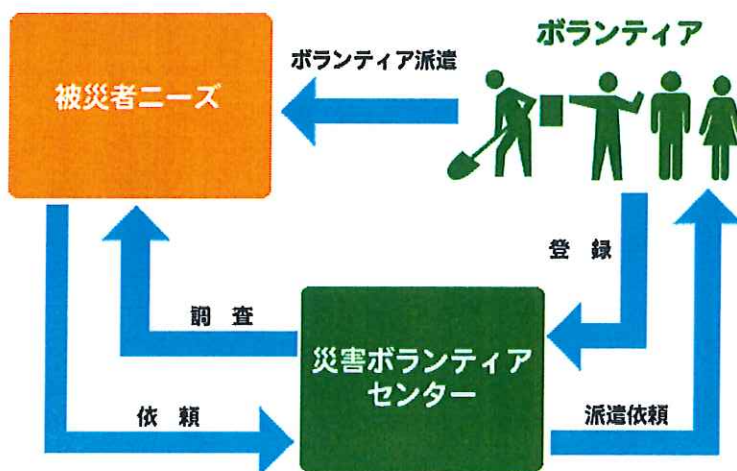 ボランティア
ボランティア派遣
被災者ニーズ
登 録
調 査
災害ボランティア
センター
依 頼
派遣依頼